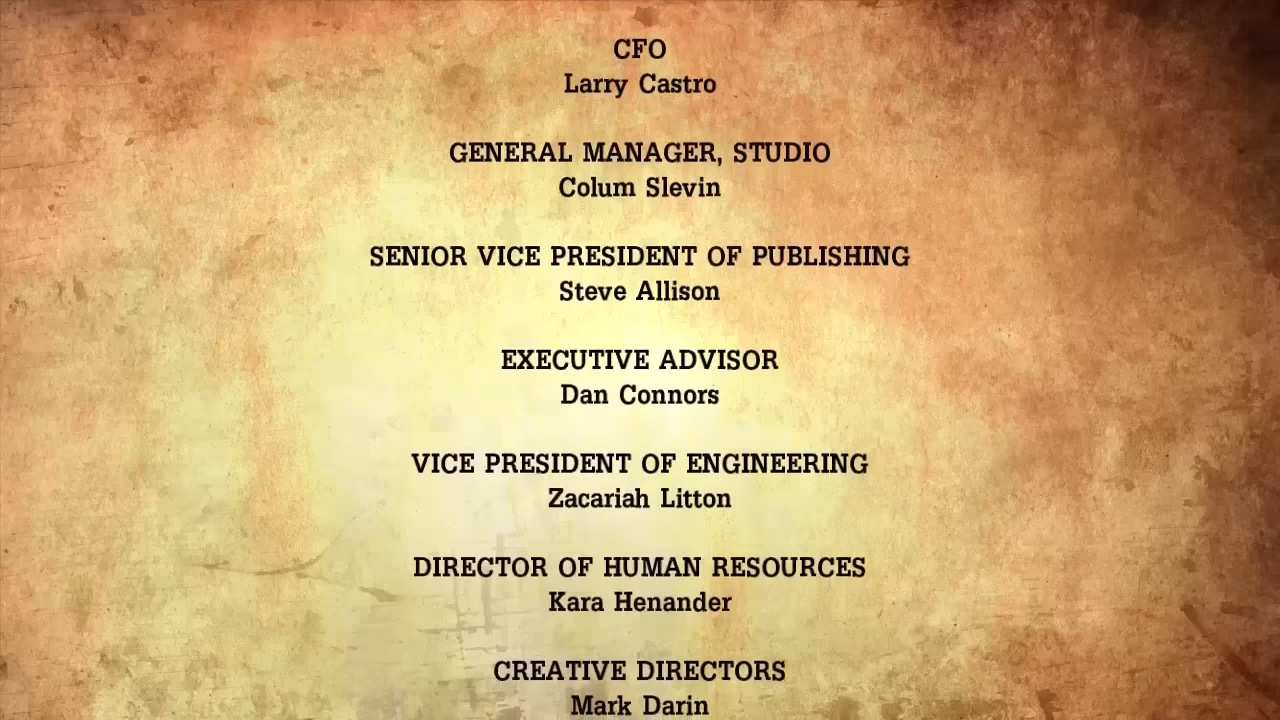 CFO
Larry Castro
GENERAL MANAGER, STUDIO
Colum Slevin
SENIOR VICE PRESIDENT OF PUBLISHING
Steve Allison
EXECUTIVE ADVISOR
Dan Connors
VICE PRESIDENT OF ENGINEERING
Zacariah Litton
DIRECTOR OF HUMAN RESOURCES
Kara Henander
CREATIVE DIRECTORS
Mark Darin